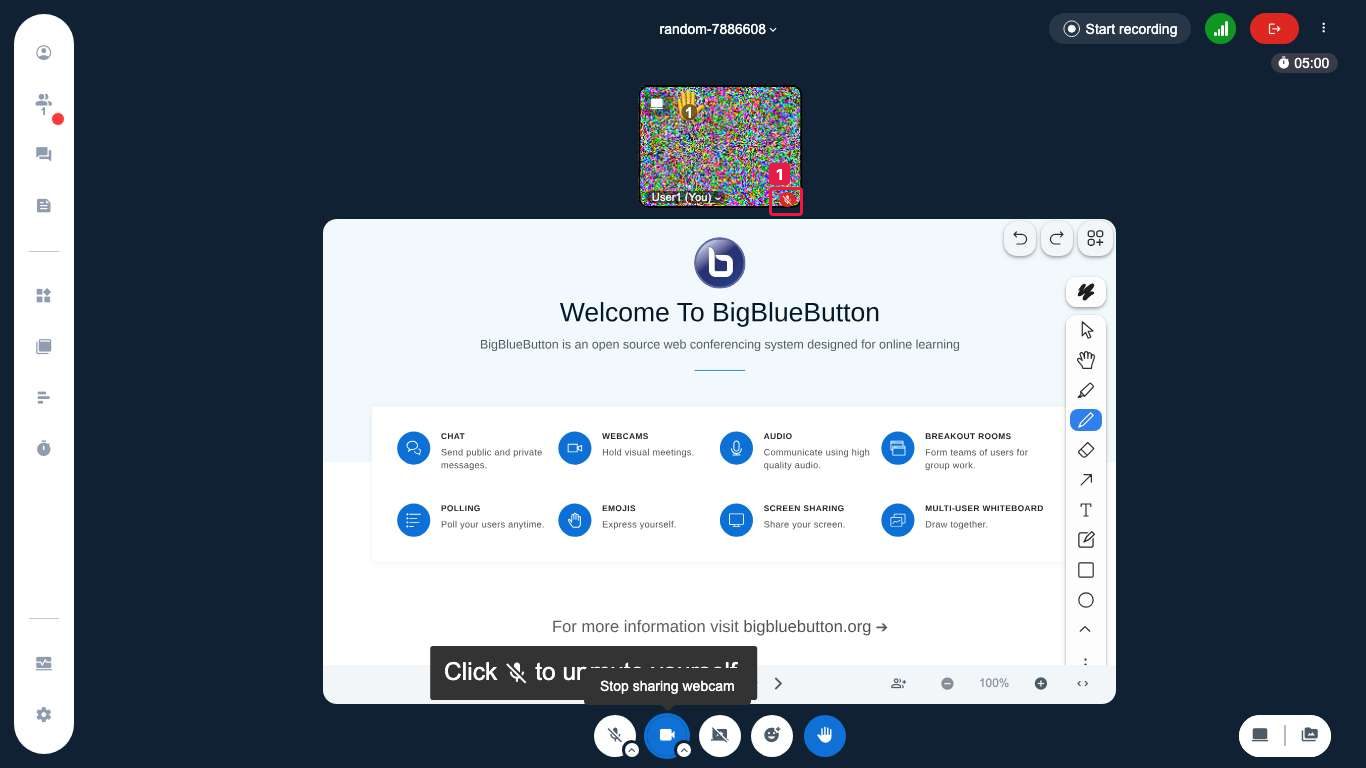 random-7886608
Start recording
05:00
1
1
1
User1 (You)
Welcome To BigBlueButton
BigBlueButton is an open source web conferencing system designed for online learning
CHAT
Send public and private
messages.
WEBCAMS
Hold visual meetings.
AUDIO
Communicate using high
quality audio.
BREAKOUT ROOMS
Form teams of users for
group work.
POLLING
Poll your users anytime.
EMOJIS
Express yourself.
SCREEN SHARING
Share your screen.
MULTI-USER WHITEBOARD
Draw together.
For more information visit bigbluebutton.org →
Click to unmute yourself
Stop sharing webcam
100%